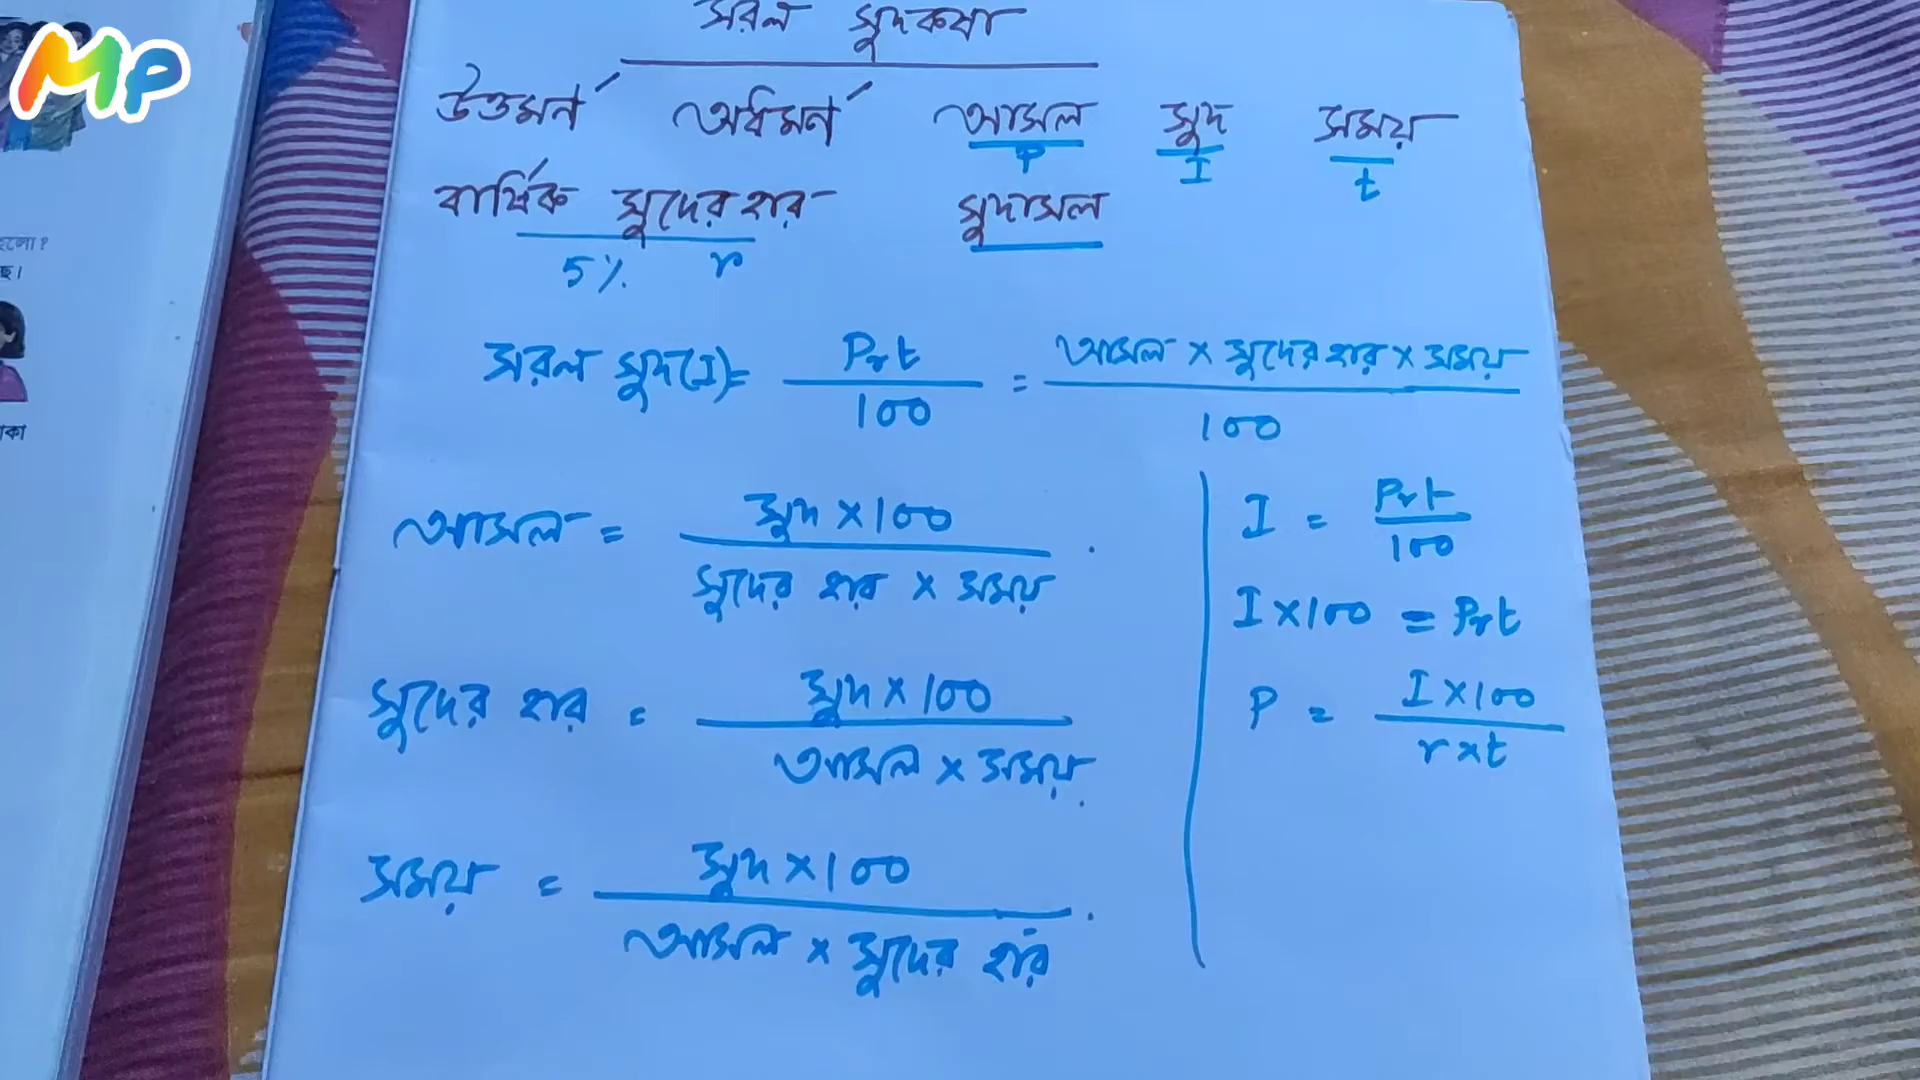 MP
হলো?
ছ।
াকা
সরল সুদকষা
উত্তমর্ণ অধমর্ণ আসল সুদ সময়
P I t
বার্ষিক সুদের হার সুদাসল
5% r
সরল সুদ(I)= Prt/100 = আসল × সুদের হার × সময়/100
আসল = সুদ × 100/সুদের হার × সময়
সুদের হার = সুদ × 100/আসল × সময়
সময় = সুদ × 100/আসল × সুদের হার
I = Prt/100
I × 100 = Prt
P = I × 100/r × t